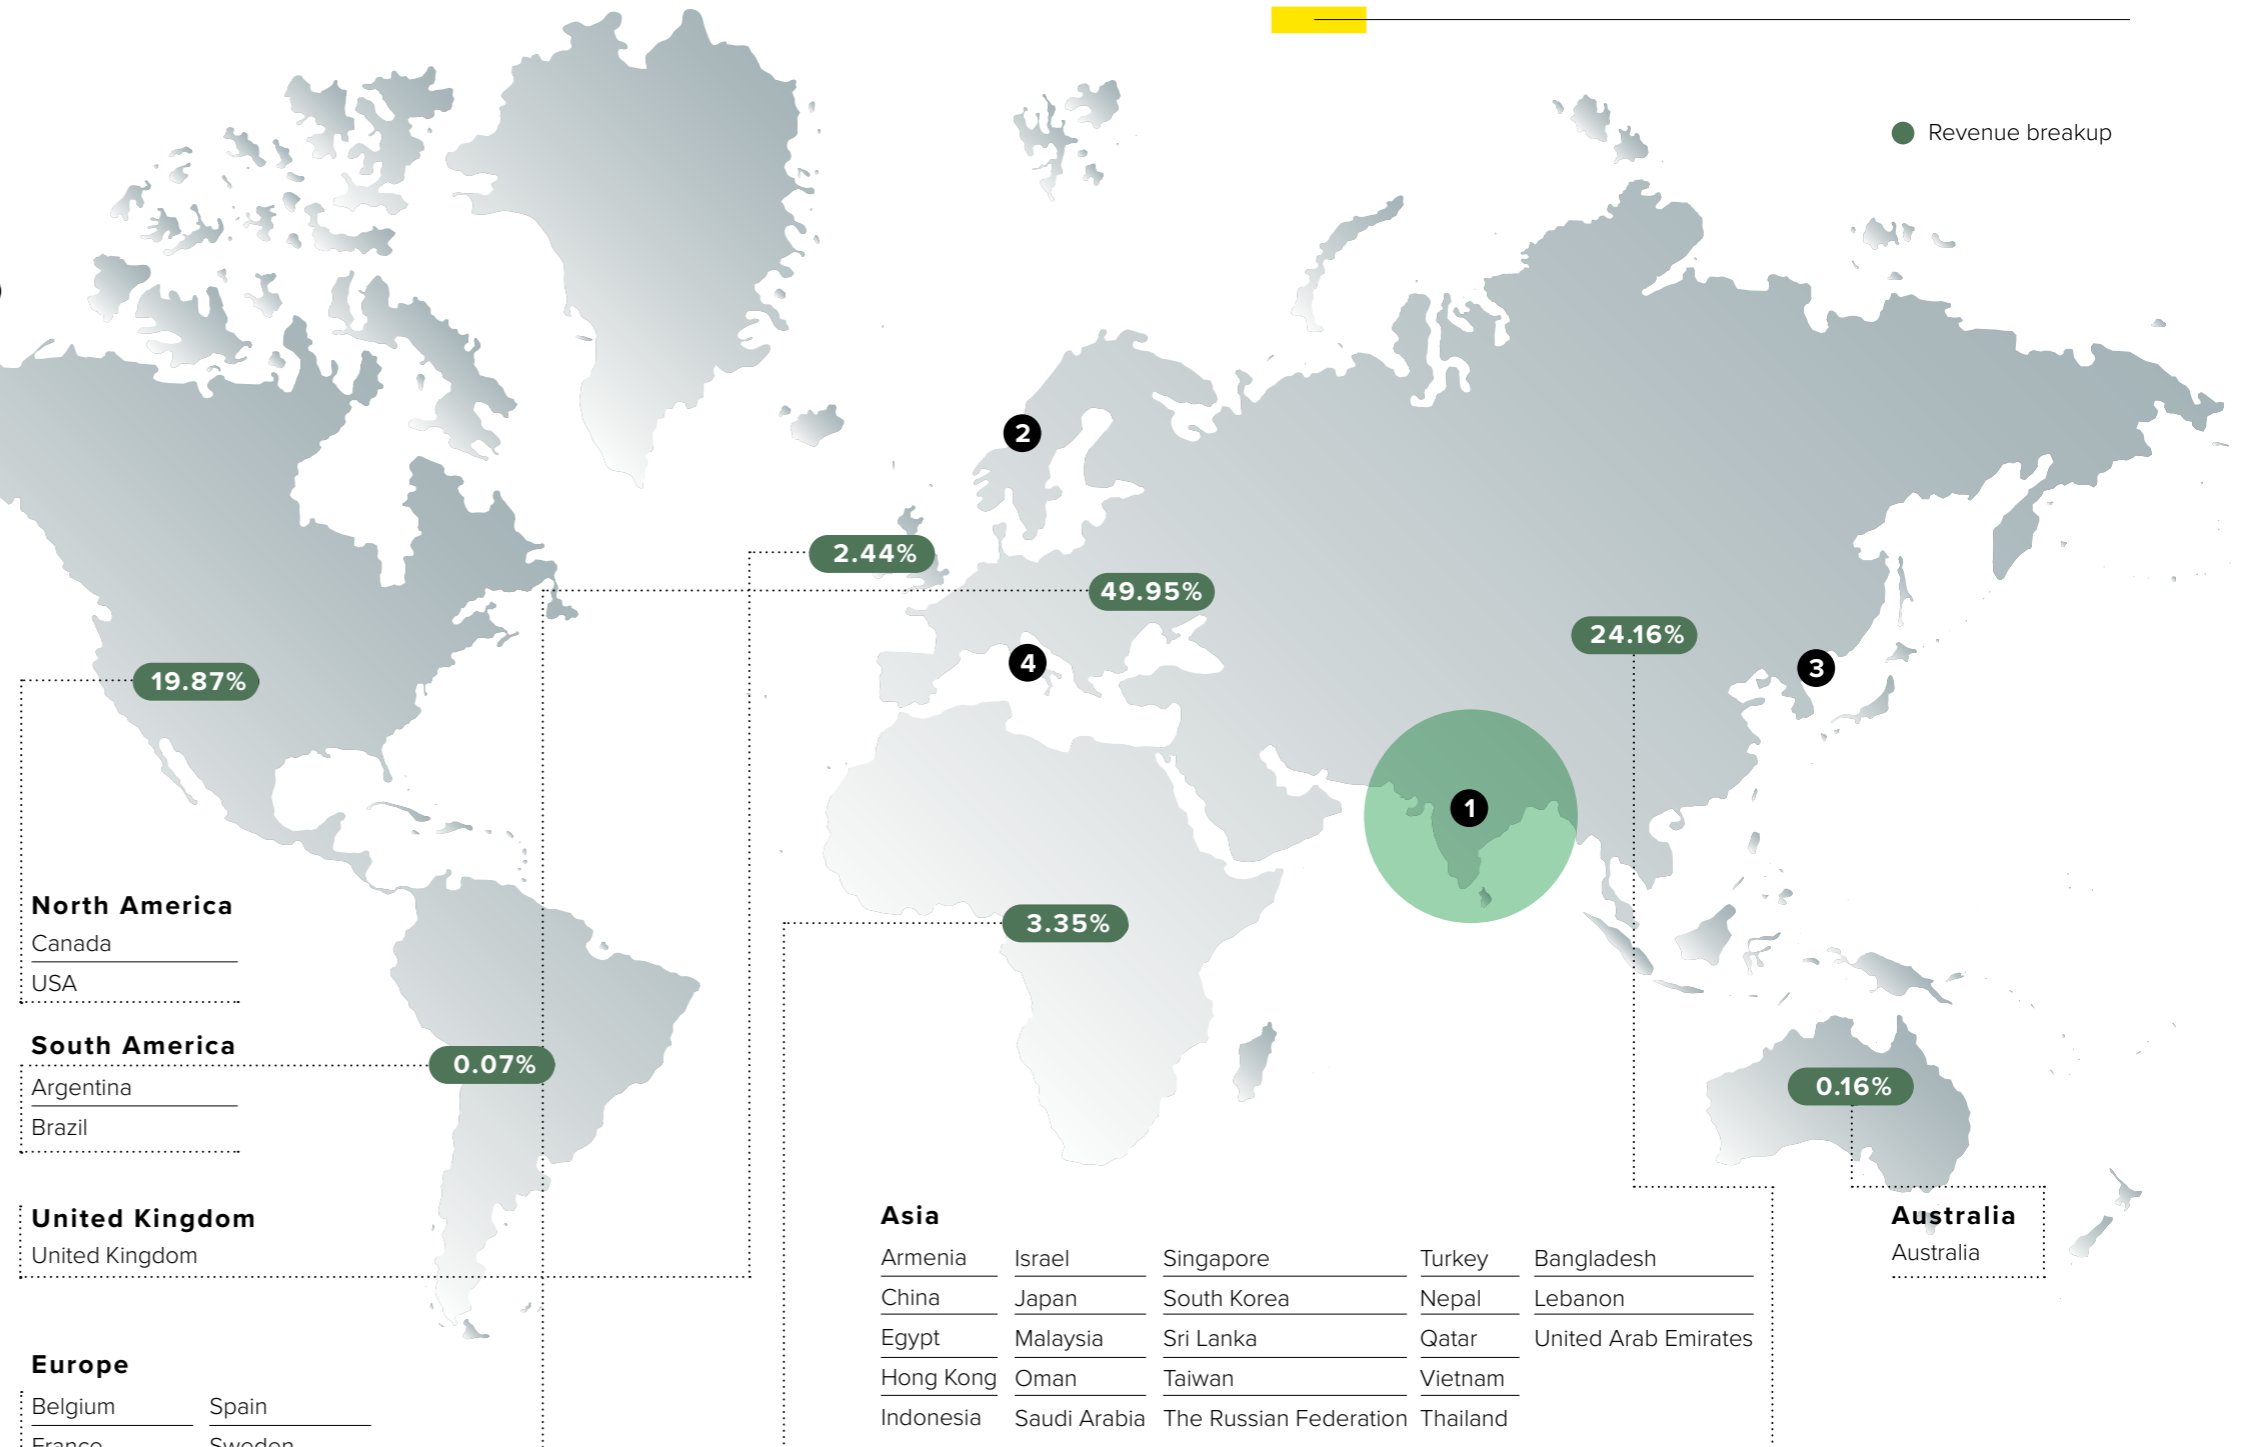 Revenue breakup
2
2.44%
49.95%
24.16%
4
3
19.87%
1
3.35%
0.07%
0.16%
North America
Canada
USA
South America
Argentina
Brazil
United Kingdom
United Kingdom
Europe
Belgium Spain
France Sweden
Asia
Armenia Israel Singapore Turkey Bangladesh
China Japan South Korea Nepal Lebanon
Egypt Malaysia Sri Lanka Qatar United Arab Emirates
Hong Kong Oman Taiwan Vietnam
Indonesia Saudi Arabia The Russian Federation Thailand
Australia
Australia